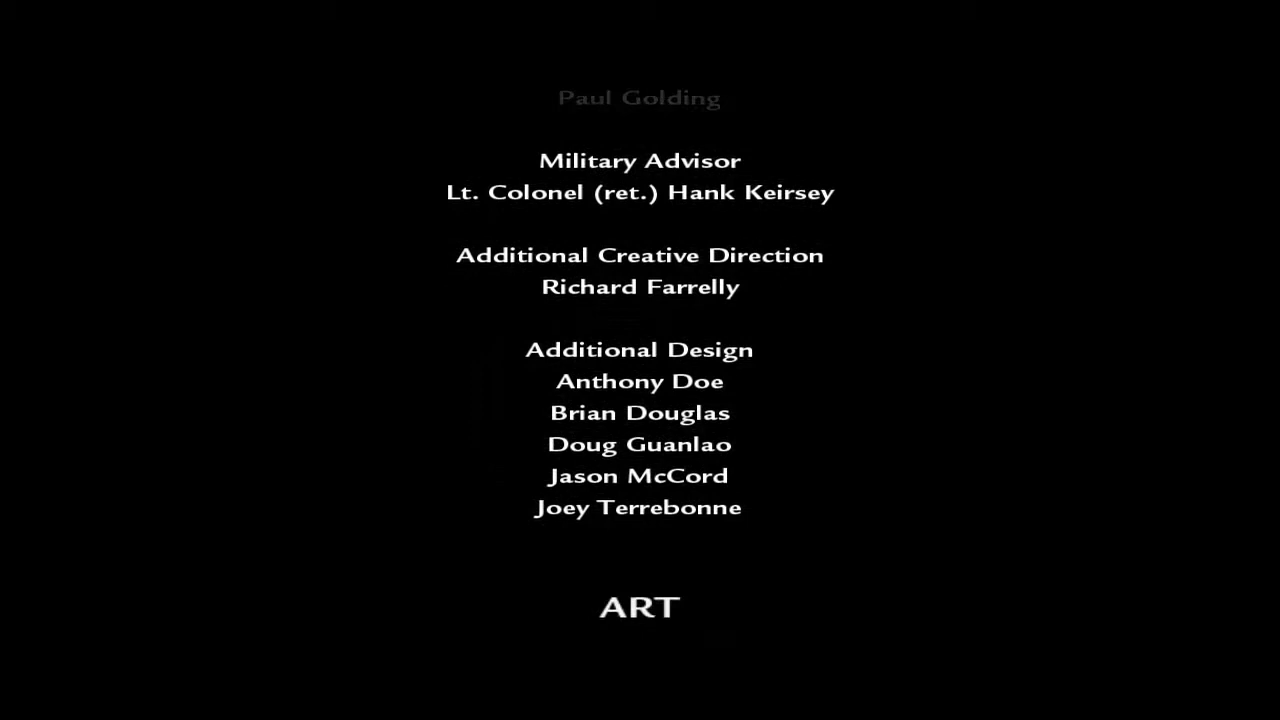 Paul Golding
Military Advisor
Lt. Colonel (ret.) Hank Keirsey
Additional Creative Direction
Richard Farrelly
Additional Design
Anthony Doe
Brian Douglas
Doug Guanlao
Jason McCord
Joey Terrebonne
ART